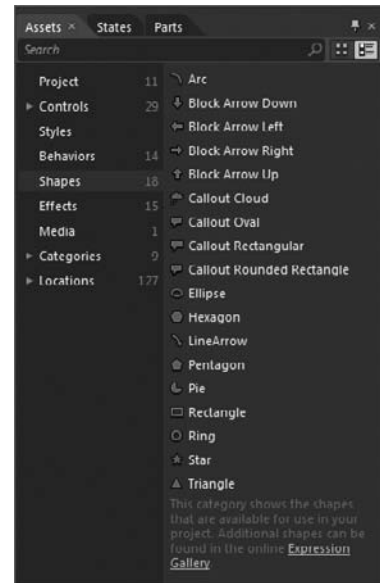 Assets × States Parts
Search
Project 11
Controls 29
Styles
Behaviors 14
Shapes 18
Effects 15
Media 1
Categories 9
Locations 177
Arc
Block Arrow Down
Block Arrow Left
Block Arrow Right
Block Arrow Up
Callout Cloud
Callout Oval
Callout Rectangular
Callout Rounded Rectangle
Ellipse
Hexagon
LineArrow
Pentagon
Pie
Rectangle
Ring
Star
Triangle
This category shows the shapes
that are available for use in your
project. Additional shapes can be
found in the online Expression
Gallery.